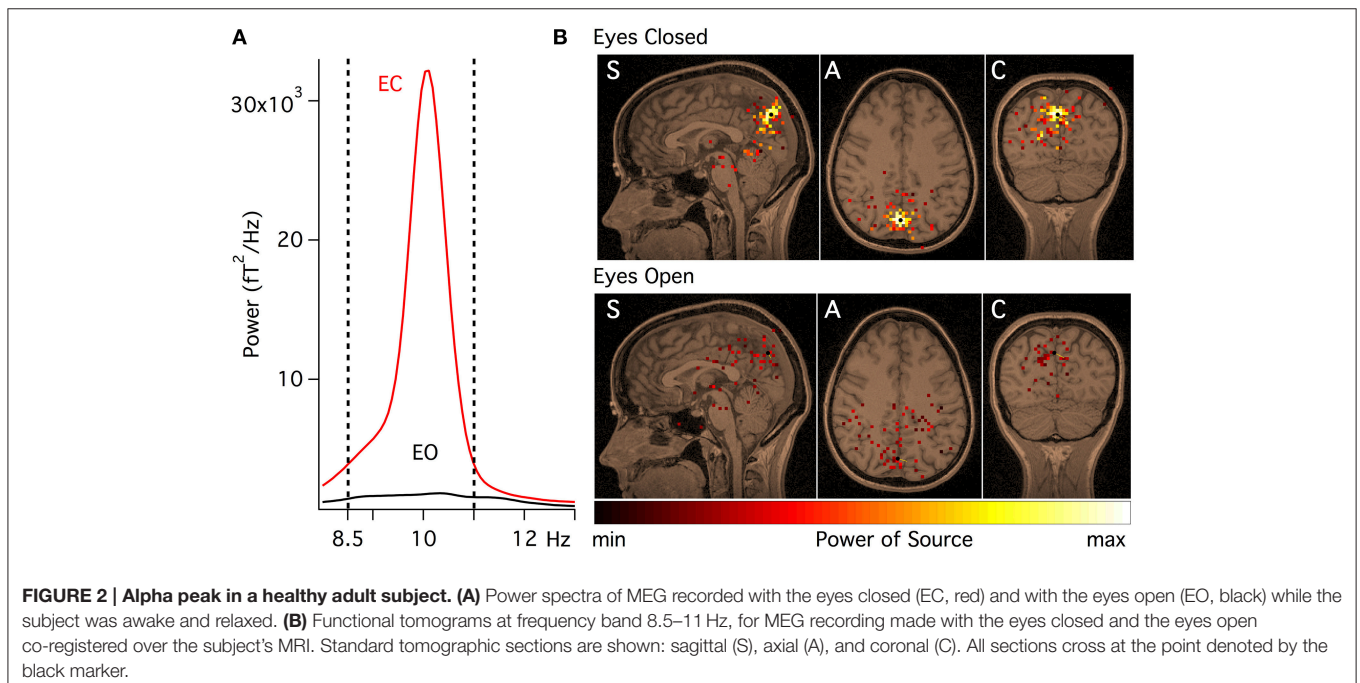 A
B
Eyes Closed
EC
EO
30x10³
20
10
Power (fT²/Hz)
8.5
10
12 Hz
S
A
C
Eyes Open
S
A
C
min
Power of Source
max
FIGURE 2 | Alpha peak in a healthy adult subject. (A) Power spectra of MEG recorded with the eyes closed (EC, red) and with the eyes open (EO, black) while the
subject was awake and relaxed. (B) Functional tomograms at frequency band 8.5–11 Hz, for MEG recording made with the eyes closed and the eyes open
co-registered over the subject's MRI. Standard tomographic sections are shown: sagittal (S), axial (A), and coronal (C). All sections cross at the point denoted by the
black marker.